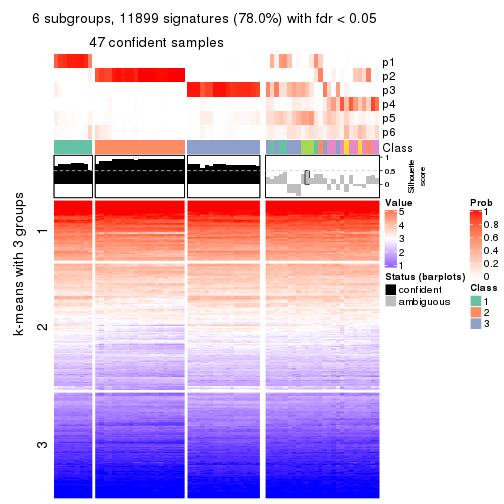 6 subgroups, 11899 signatures (78.0%) with fdr < 0.05
47 confident samples
p1
p2
p3
p4
p5
p6
Class
1
0.5
0
Silhouette
score
k-means with 3 groups
1
2
3
Value
5
4
3
2
1
Status (barplots)
confident
ambiguous
Prob
1
0.8
0.6
0.4
0.2
0
Class
1
2
3